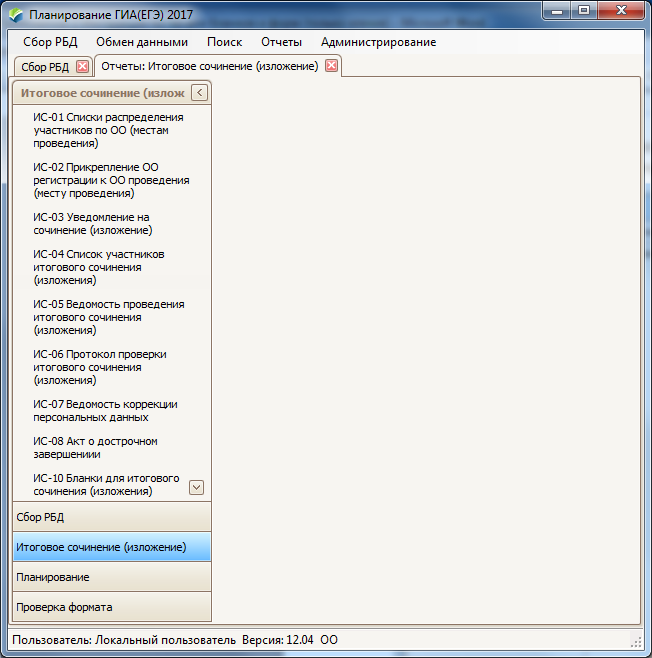 Планирование ГИА(ЕГЭ) 2017
Сбор РБД Обмен данными Поиск Отчеты Администрирование
Сбор РБД Отчеты: Итоговое сочинение (изложение)
Итоговое сочинение (излож
ИС-01 Списки распределения
участников по ОО (местам
проведения)
ИС-02 Прикрепление ОО
регистрации к ОО проведения
(месту проведения)
ИС-03 Уведомление на
сочинение (изложение)
ИС-04 Список участников
итогового сочинения
(изложения)
ИС-05 Ведомость проведения
итогового сочинения
(изложения)
ИС-06 Протокол проверки
итогового сочинения
(изложения)
ИС-07 Ведомость коррекции
персональных данных
ИС-08 Акт о дострочном
завершениии
ИС-10 Бланки для итогового
сочинения (изложения)
Сбор РБД
Итоговое сочинение (изложение)
Планирование
Проверка формата
Пользователь: Локальный пользователь Версия: 12.04 ОО